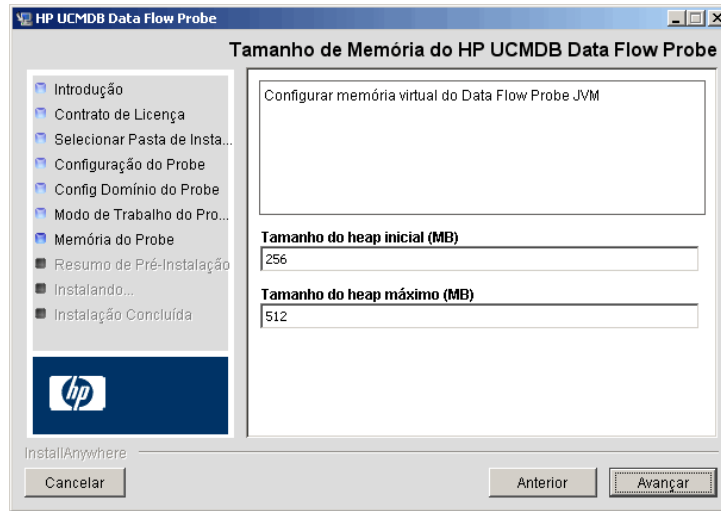 HP UCMDB Data Flow Probe
Tamanho de Memória do HP UCMDB Data Flow Probe
Introdução
Contrato de Licença
Selecionar Pasta de Insta...
Configuração do Probe
Config Domínio do Probe
Modo de Trabalho do Pro...
Memória do Probe
Resumo de Pré-Instalação
Instalando...
Instalação Concluída
Configurar memória virtual do Data Flow Probe JVM
Tamanho do heap inicial (MB)
256
Tamanho do heap máximo (MB)
512
hp
InstallAnywhere
Cancelar
Anterior
Avançar